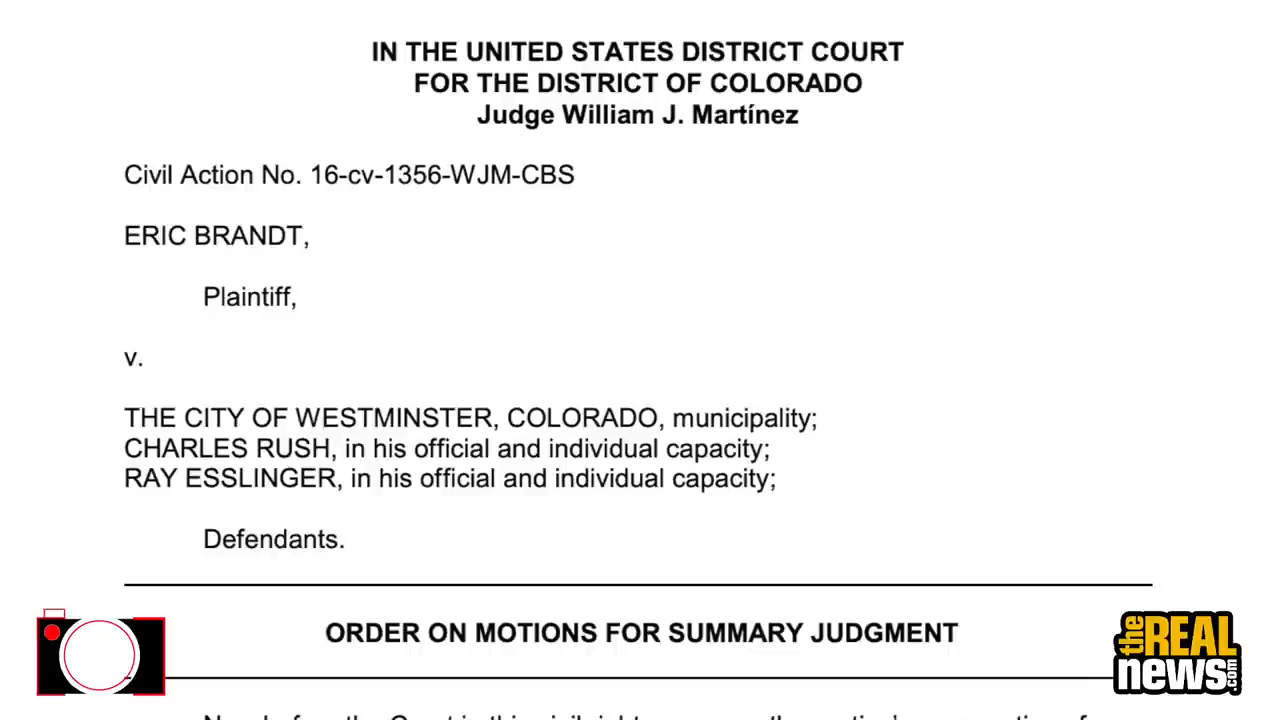 IN THE UNITED STATES DISTRICT COURT
FOR THE DISTRICT OF COLORADO
Judge William J. Martínez
Civil Action No. 16-cv-1356-WJM-CBS
ERIC BRANDT,
Plaintiff,
v.
THE CITY OF WESTMINSTER, COLORADO, municipality;
CHARLES RUSH, in his official and individual capacity;
RAY ESSLINGER, in his official and individual capacity;
Defendants.
ORDER ON MOTIONS FOR SUMMARY JUDGMENT
the REAL
news.com